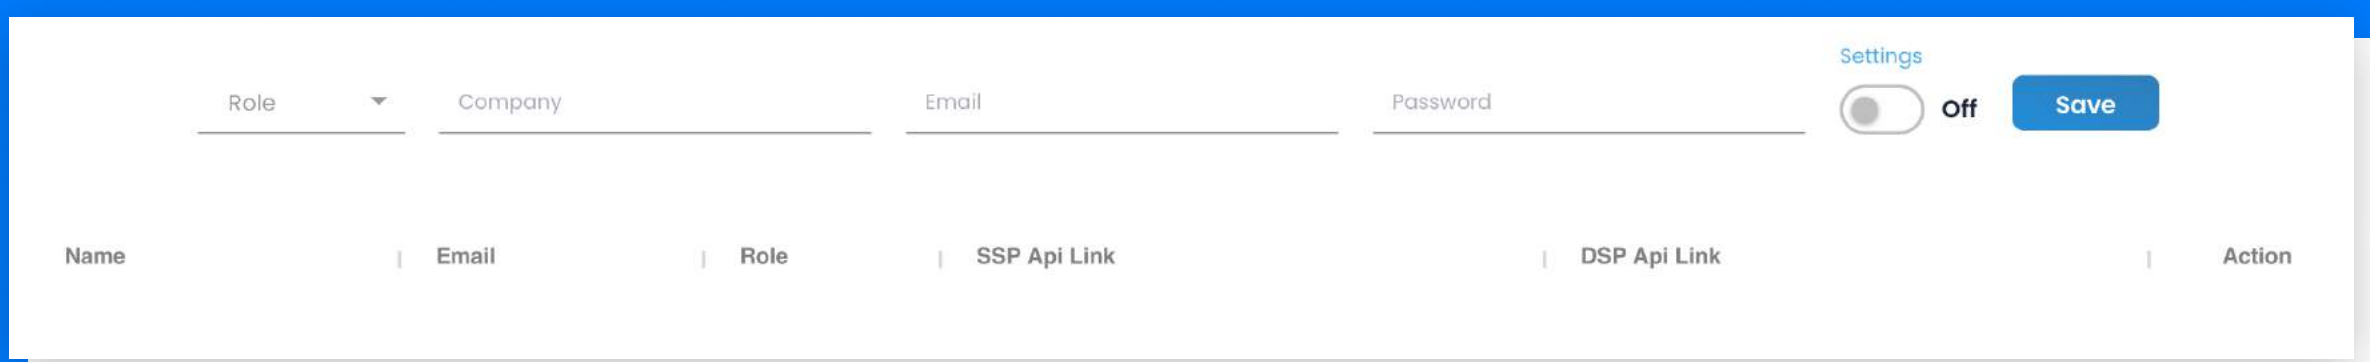 Settings
Role Company Email Password Off Save
Name Email Role SSP Api Link DSP Api Link Action